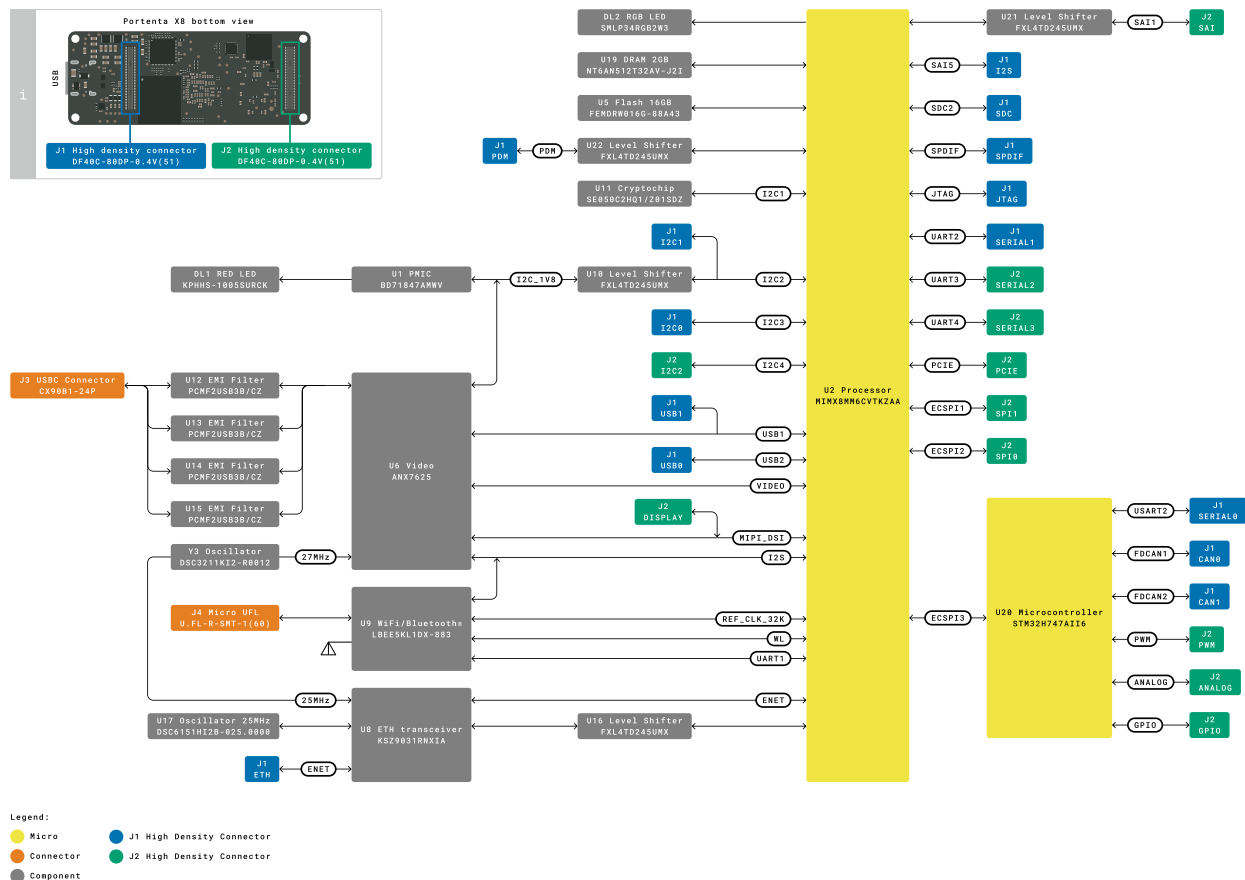 Portenta X8 bottom view
i
USB
J1 High density connector
DF40C-80DP-0.4V(51)
J2 High density connector
DF40C-80DP-0.4V(51)
DL2 RGB LED
SMLP34RGB2W3
U21 Level Shifter
FXL4TD245UMX
SAI1
J2
SAI
U19 DRAM 2GB
NT6AN512T32AV-J2I
SAI5
J1
I2S
U5 Flash 16GB
FEMDRW016G-88A43
SDC2
J1
SDC
J1
PDM
PDM
U22 Level Shifter
FXL4TD245UMX
SPDIF
J1
SPDIF
U11 Cryptochip
SE050C2HQ1/Z01SDZ
I2C1
JTAG
J1
JTAG
J1
I2C1
UART2
J1
SERIAL1
DL1 RED LED
KPHHS-1005SURCK
U1 PMIC
BD71847AMWV
I2C_1V8
U10 Level Shifter
FXL4TD245UMX
I2C2
UART3
J2
SERIAL2
J1
I2C0
I2C3
UART4
J2
SERIAL3
J2
I2C2
I2C4
PCIE
J2
PCIE
U2 Processor
MIMX8MM6CVTKZAA
J3 USBC Connector
CX90B1-24P
U12 EMI Filter
PCMF2USB3B/CZ
U13 EMI Filter
PCMF2USB3B/CZ
U14 EMI Filter
PCMF2USB3B/CZ
U15 EMI Filter
PCMF2USB3B/CZ
U6 Video
ANX7625
J1
USB1
USB1
ECSPI1
J2
SPI1
J1
USB0
USB2
ECSPI2
J2
SPI0
VIDEO
J2
DISPLAY
MIPI_DSI
I2S
Y3 Oscillator
DSC3211KI2-R0012
27MHz
USART2
J1
SERIAL0
FDCAN1
J1
CAN0
FDCAN2
J1
CAN1
J4 Micro UFL
U.FL-R-SMT-1(60)
U9 WiFi/Bluetooth®
LBEE5KL1DX-883
REF_CLK_32K
WL
UART1
ECSPI3
U20 Microcontroller
STM32H747AII6
PWM
J2
PWM
ANALOG
J2
ANALOG
GPIO
J2
GPIO
25MHz
ENET
U17 Oscillator 25MHz
DSC6151HI2B-025.0000
U8 ETH transceiver
KSZ9031RNXIA
U16 Level Shifter
FXL4TD245UMX
J1
ETH
ENET
Legend:
Micro
Connector
Component
J1 High Density Connector
J2 High Density Connector